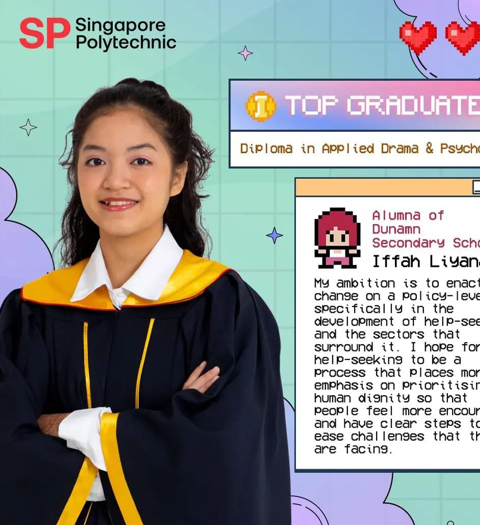 SP Singapore
Polytechnic
TOP GRADUATE
Diploma in Applied Drama & Psycho
Alumna of
Dunamn
Secondary Scho
Iffah Liyan
My ambition is to enact
change on a policy-leve
specifically in the
development of help-see
and the sectors that
surround it. I hope for
help-seeking to be a
process that places mor
emphasis on prioritisin
human dignity so that
people feel more encour
and have clear steps to
ease challenges that th
are facing.